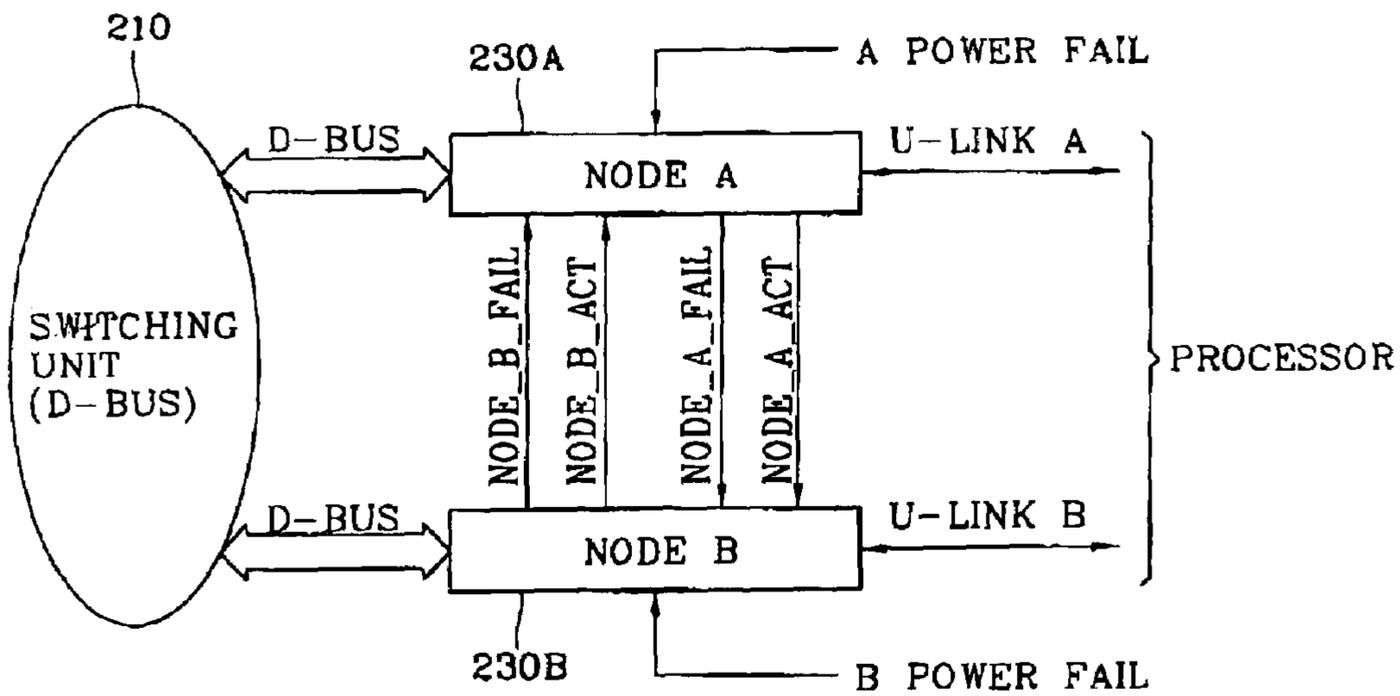 210
230A
A POWER FAIL
D-BUS
U-LINK A
NODE A
NODE_B_FAIL
NODE_B_ACT
NODE_A_FAIL
NODE_A_ACT
SWITCHING
UNIT
(D-BUS)
PROCESSOR
D-BUS
U-LINK B
NODE B
230B
B POWER FAIL